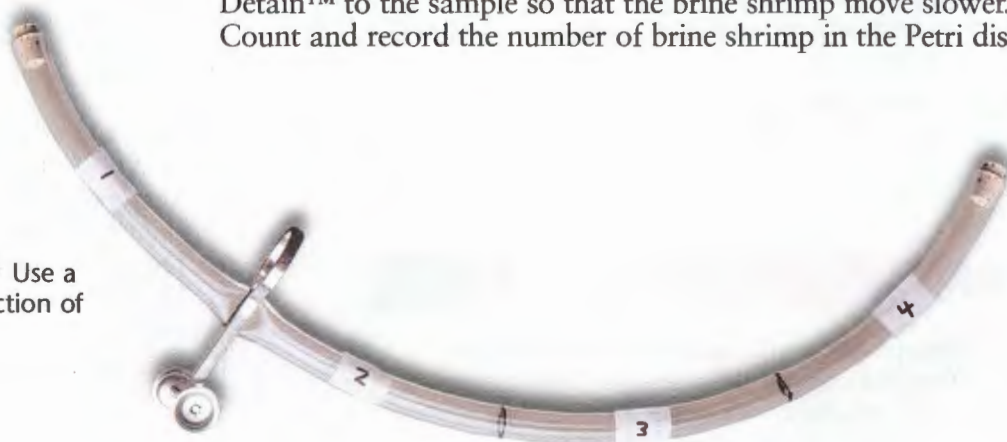 Detain™ to the sample so that the brine shrimp move slower.
Count and record the number of brine shrimp in the Petri dis
Use a
ction of
1
2
3
4
C